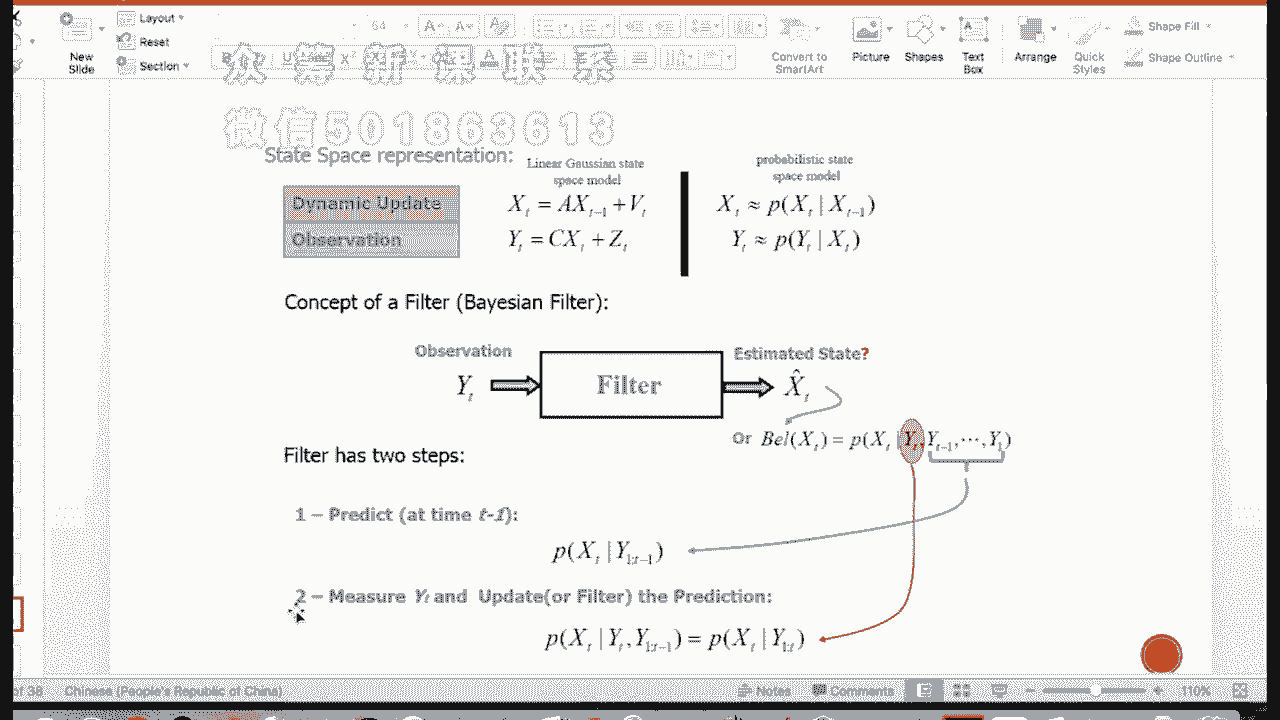 Layout
Reset
Section
New
Slide
64
Convert to
SmartArt
Picture
Shapes
Text
Box
Arrange
Quick
Styles
Shape Fill
Shape Outline
众筹新课联系
微信501863613
State Space representation:
Linear Gaussian state
space model
probabilistic state
space model
Dynamic Update
X_t = AX_{t-1} + V_t
X_t ≈ p(X_t | X_{t-1})
Observation
Y_t = CX_t + Z_t
Y_t ≈ p(Y_t | X_t)
Concept of a Filter (Bayesian Filter):
Observation
Estimated State?
Y_t
Filter
X̂_t
Or Bel(X_t) = p(X_t | Y_t, Y_{t-1}, ⋯, Y_1)
Filter has two steps:
1 – Predict (at time t-1):
p(X_t | Y_{1:t-1})
2 – Measure Y_t and Update(or Filter) the Prediction:
p(X_t | Y_t, Y_{1:t-1}) = p(X_t | Y_{1:t})
of 38
Chinese (People's Republic of China)
Notes
Comments
110%